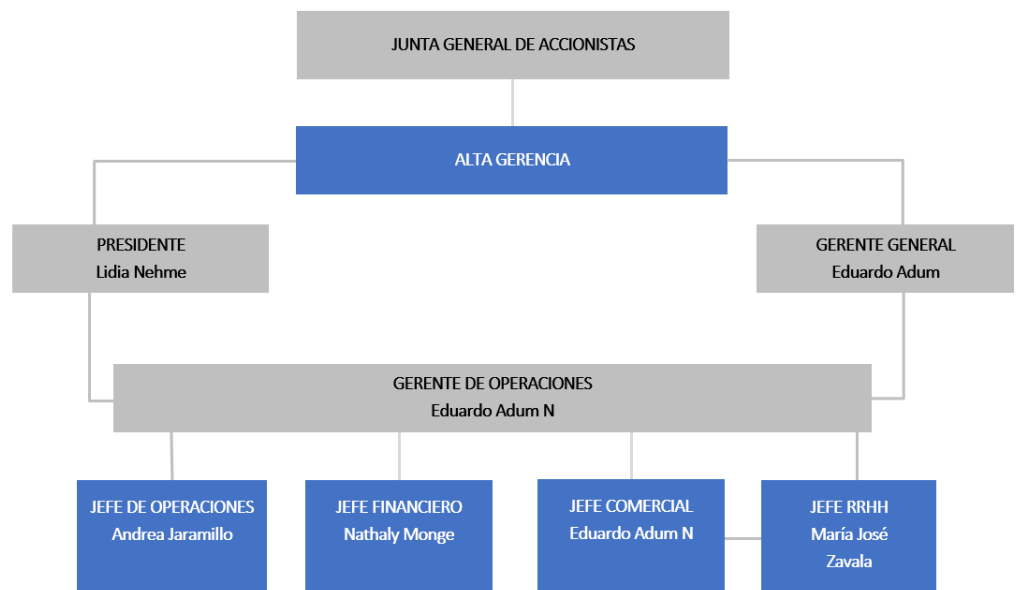 JUNTA GENERAL DE ACCIONISTAS
ALTA GERENCIA
PRESIDENTE
Lidia Nehme
GERENTE GENERAL
Eduardo Adum
GERENTE DE OPERACIONES
Eduardo Adum N
JEFE DE OPERACIONES
Andrea Jaramillo
JEFE FINANCIERO
Nathaly Monge
JEFE COMERCIAL
Eduardo Adum N
JEFE RRHH
María José
Zavala